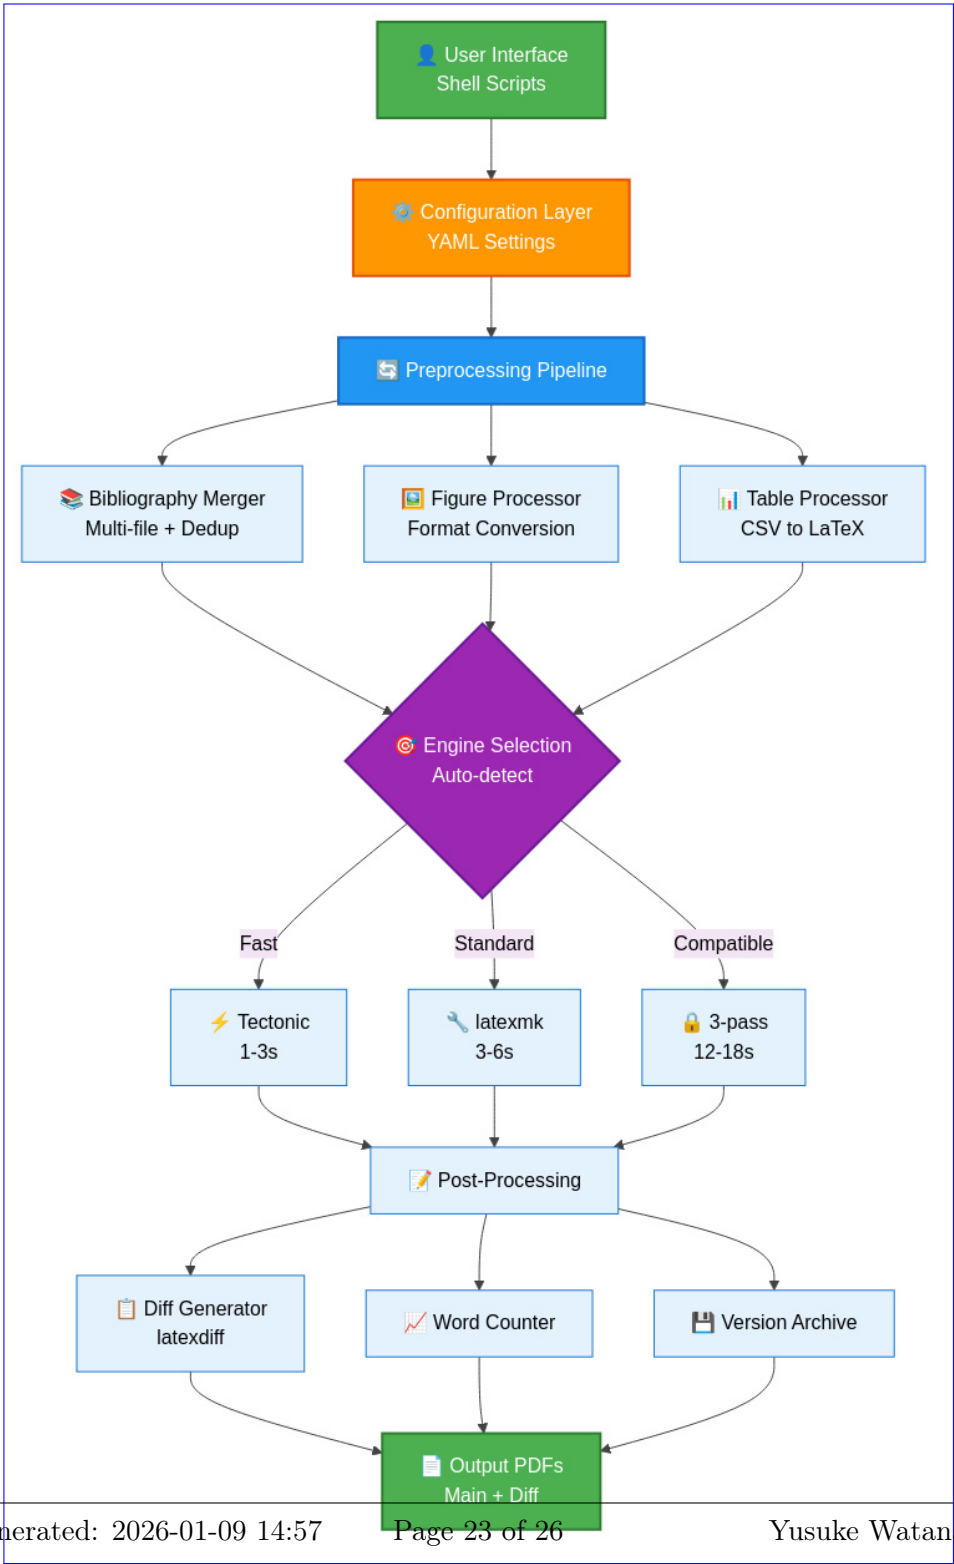 👤 User Interface
Shell Scripts
⚙️ Configuration Layer
YAML Settings
🔄 Preprocessing Pipeline
📚 Bibliography Merger
Multi-file + Dedup
🖼️ Figure Processor
Format Conversion
📊 Table Processor
CSV to LaTeX
🎯 Engine Selection
Auto-detect
Fast
Standard
Compatible
⚡ Tectonic
1-3s
🔧 latexmk
3-6s
🔒 3-pass
12-18s
📝 Post-Processing
📋 Diff Generator
latexdiff
📈 Word Counter
💾 Version Archive
📄 Output PDFs
Main + Diff
nerated: 2026-01-09 14:57 Page 23 of 26 Yusuke Watan